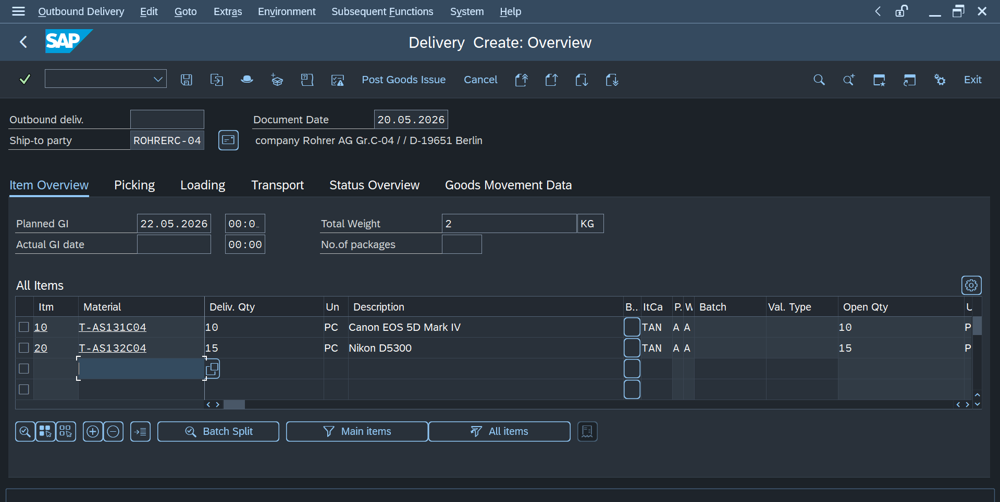 Outbound Delivery Edit Goto Extras Environment Subsequent Functions System Help
SAP
Delivery Create: Overview
Post Goods Issue Cancel Exit
Outbound deliv. Document Date 20.05.2026
Ship-to party ROHRERC-04 company Rohrer AG Gr.C-04 / / D-19651 Berlin
Item Overview Picking Loading Transport Status Overview Goods Movement Data
Planned GI 22.05.2026 00:0… Total Weight 2 KG
Actual GI date 00:00 No.of packages
All Items
Itm Material Deliv. Qty Un Description B.. ItCa P. W Batch Val. Type Open Qty U
10 T-AS131C04 10 PC Canon EOS 5D Mark IV TAN A A 10 P
20 T-AS132C04 15 PC Nikon D5300 TAN A A 15 P
Batch Split Main items All items